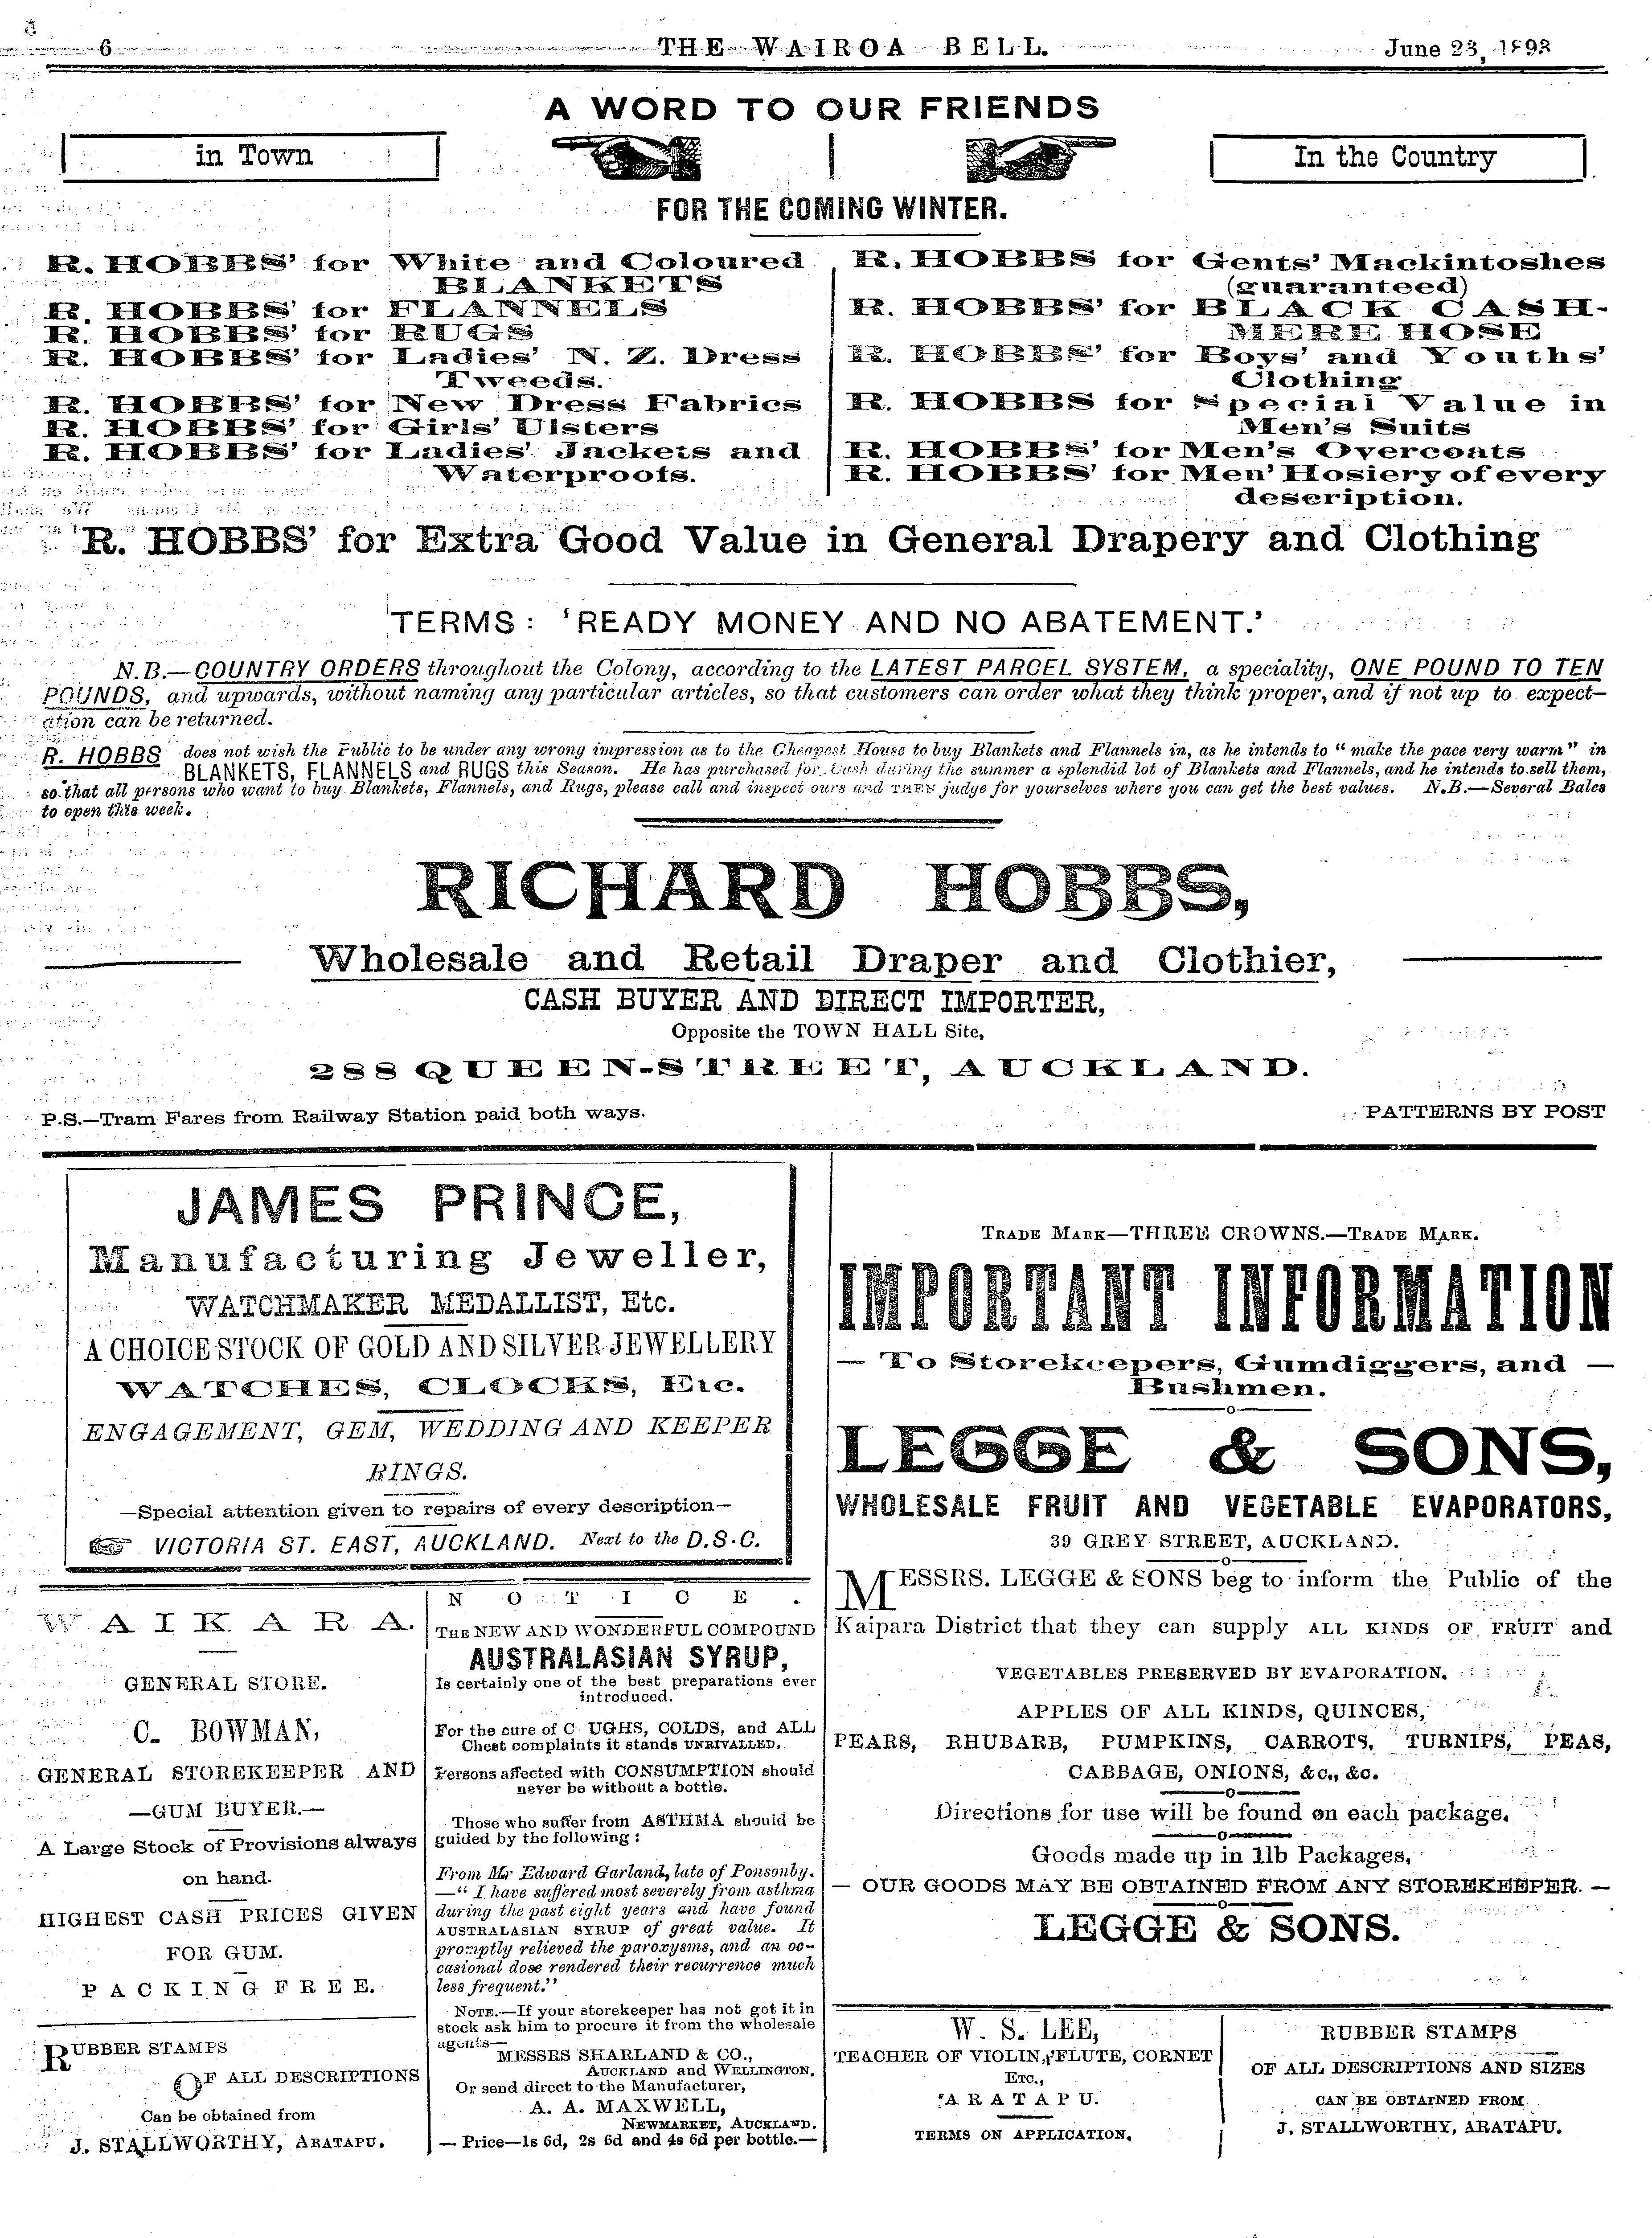 6
THE WAIROA BELL.
June 23, 1893
A WORD TO OUR FRIENDS
in Town
In the Country
FOR THE COMING WINTER.
R. HOBBS' for White and Coloured
BLANKETS
R. HOBBS' for FLANNELS
R. HOBBS' for RUGS
R. HOBBS' for Ladies' N. Z. Dress
Tweeds.
R. HOBBS' for New Dress Fabrics
R. HOBBS' for Girls' Ulsters
R. HOBBS' for Ladies' Jackets and
Waterproofs.
R. HOBBS for Gents' Mackintoshes
(guaranteed)
R. HOBBS' for BLACK CASH-
MERE HOSE
R. HOBBS' for Boys' and Youths'
Clothing
R. HOBBS for Special Value in
Men's Suits
R. HOBBS' for Men's Overcoats
R. HOBBS' for Men' Hosiery of every
description.
R. HOBBS' for Extra Good Value in General Drapery and Clothing
TERMS: 'READY MONEY AND NO ABATEMENT.'
N.B.—COUNTRY ORDERS throughout the Colony, according to the LATEST PARCEL SYSTEM, a speciality, ONE POUND TO TEN
POUNDS, and upwards, without naming any particular articles, so that customers can order what they think proper, and if not up to expect-
ation can be returned.
R. HOBBS does not wish the Public to be under any wrong impression as to the Cheapest House to buy Blankets and Flannels in, as he intends to "make the pace very warm" in
BLANKETS, FLANNELS and RUGS this Season. He has purchased for Cash during the summer a splendid lot of Blankets and Flannels, and he intends to sell them,
so that all persons who want to buy Blankets, Flannels, and Rugs, please call and inspect ours and THEN judge for yourselves where you can get the best values. N.B.—Several Bales
to open this week.
RICHARD HOBBS,
Wholesale and Retail Draper and Clothier,
CASH BUYER AND DIRECT IMPORTER,
Opposite the TOWN HALL Site,
288 QUEEN-STREET, AUCKLAND.
P.S.—Tram Fares from Railway Station paid both ways.
PATTERNS BY POST
JAMES PRINCE,
Manufacturing Jeweller,
WATCHMAKER MEDALLIST, Etc.
A CHOICE STOCK OF GOLD AND SILVER JEWELLERY
WATCHES, CLOCKS, Etc.
ENGAGEMENT, GEM, WEDDING AND KEEPER
RINGS.
—Special attention given to repairs of every description—
VICTORIA ST. EAST, AUCKLAND. Next to the D.S.C.
WAIKARA.
GENERAL STORE.
C. BOWMAN,
GENERAL STOREKEEPER AND
—GUM BUYER.—
A Large Stock of Provisions always
on hand.
HIGHEST CASH PRICES GIVEN
FOR GUM.
PACKING FREE.
RUBBER STAMPS
OF ALL DESCRIPTIONS
Can be obtained from
J. STALLWORTHY, ARATAPU.
NOTICE.
THE NEW AND WONDERFUL COMPOUND
AUSTRALASIAN SYRUP,
Is certainly one of the best preparations ever
introduced.
For the cure of C UGHS, COLDS, and ALL
Chest complaints it stands UNRIVALLED.
Persons affected with CONSUMPTION should
never be without a bottle.
Those who suffer from ASTHMA should be
guided by the following:
From Mr Edward Garland, late of Ponsonby.
—"I have suffered most severely from asthma
during the past eight years and have found
AUSTRALASIAN SYRUP of great value. It
promptly relieved the paroxysms, and an oc-
casional dose rendered their recurrence much
less frequent."
NOTE.—If your storekeeper has not got it in
stock ask him to procure it from the wholesale
agents—
MESSRS SHARLAND & CO.,
AUCKLAND and WELLINGTON.
Or send direct to the Manufacturer,
A. A. MAXWELL,
NEWMARKET, AUCKLAND.
— Price—1s 6d, 2s 6d and 4s 6d per bottle.—
TRADE MARK—THREE CROWNS.—TRADE MARK.
IMPORTANT INFORMATION
— To Storekeepers, Gumdiggers, and —
Bushmen.
LEGGE & SONS,
WHOLESALE FRUIT AND VEGETABLE EVAPORATORS,
39 GREY STREET, AUCKLAND.
MESSRS. LEGGE & SONS beg to inform the Public of the
Kaipara District that they can supply ALL KINDS OF FRUIT and
VEGETABLES PRESERVED BY EVAPORATION.
APPLES OF ALL KINDS, QUINCES,
PEARS, RHUBARB, PUMPKINS, CARROTS, TURNIPS, PEAS,
CABBAGE, ONIONS, &c., &c.
Directions for use will be found on each package.
Goods made up in 1lb Packages,
— OUR GOODS MAY BE OBTAINED FROM ANY STOREKEEPER. —
LEGGE & SONS.
W. S. LEE,
TEACHER OF VIOLIN, FLUTE, CORNET
ETC.,
ARATAPU.
TERMS ON APPLICATION.
RUBBER STAMPS
OF ALL DESCRIPTIONS AND SIZES
CAN BE OBTAINED FROM
J. STALLWORTHY, ARATAPU.